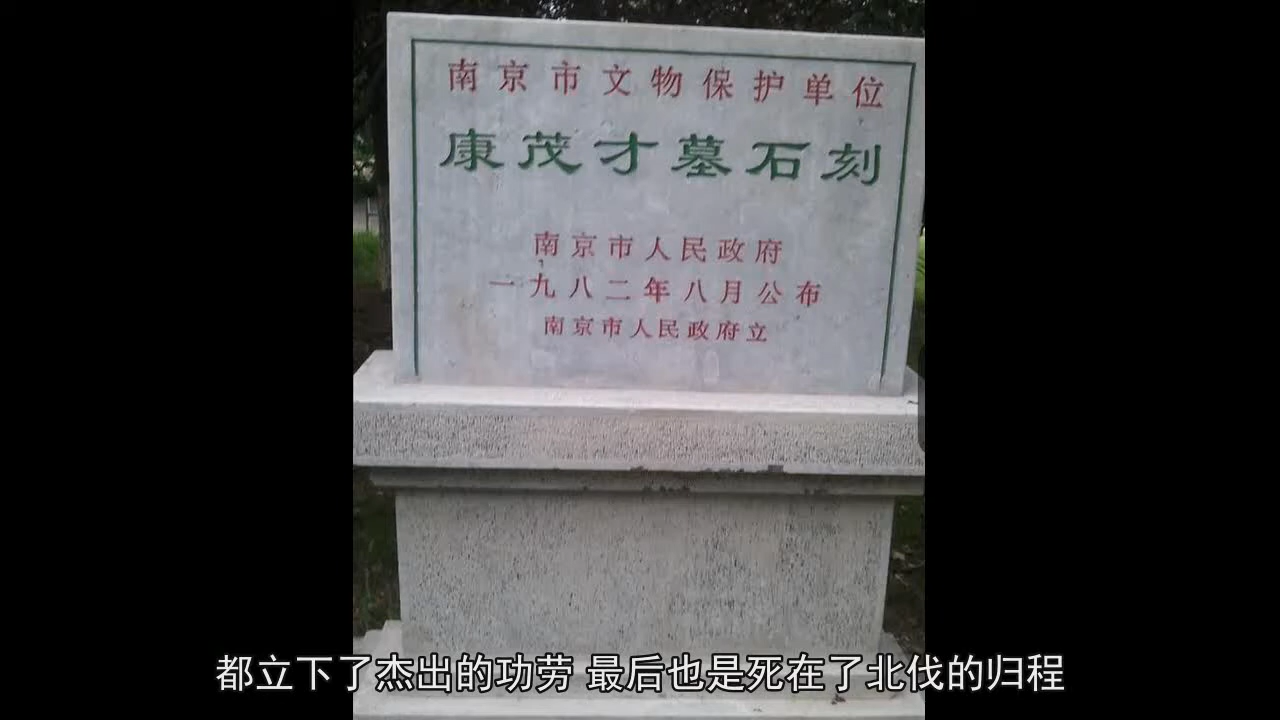 南京市文物保护单位
康茂才墓石刻
南京市人民政府
一九八二年八月公布
南京市人民政府立
都立下了杰出的功劳 最后也是死在了北伐的归程